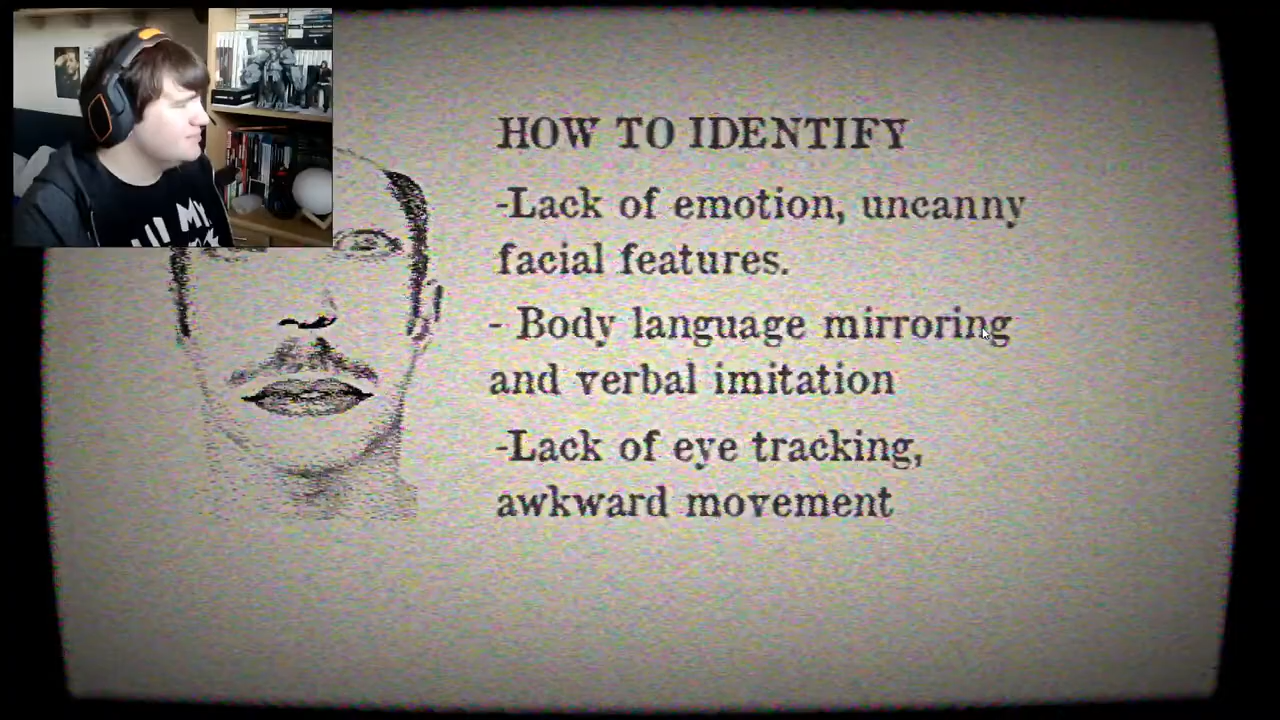 HOW TO IDENTIFY
-Lack of emotion, uncanny
facial features.
- Body language mirroring
and verbal imitation
-Lack of eye tracking,
awkward movement
MY